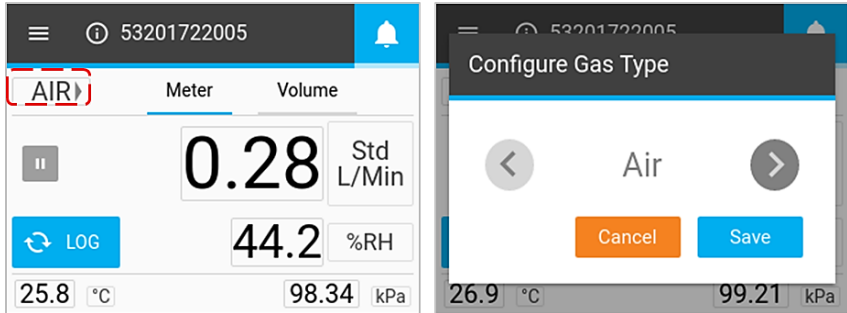 53201722005
AIR
Meter
Volume
0.28
Std
L/Min
LOG
44.2
%RH
25.8
°C
98.34
kPa
53201722005
Configure Gas Type
Air
Cancel
Save
26.9
°C
99.21
kPa